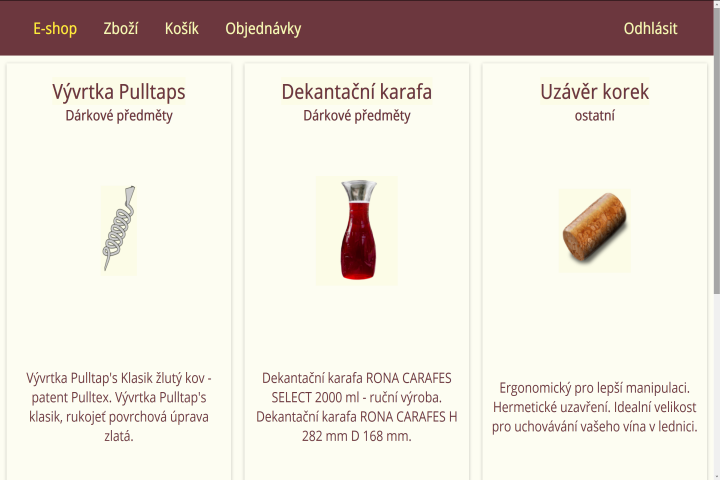 E-shop Zboží Košík Objednávky Odhlásit
Vývrtka Pulltaps
Dárkové předměty
Vývrtka Pulltap's Klasik žlutý kov -
patent Pulltex. Vývrtka Pulltap's
klasik, rukojeť povrchová úprava
zlatá.
Dekantační karafa
Dárkové předměty
Dekantační karafa RONA CARAFES
SELECT 2000 ml - ruční výroba.
Dekantační karafa RONA CARAFES H
282 mm D 168 mm.
Uzávěr korek
ostatní
Ergonomický pro lepší manipulaci.
Hermetické uzavření. Idealní velikost
pro uchovávání vašeho vína v lednici.